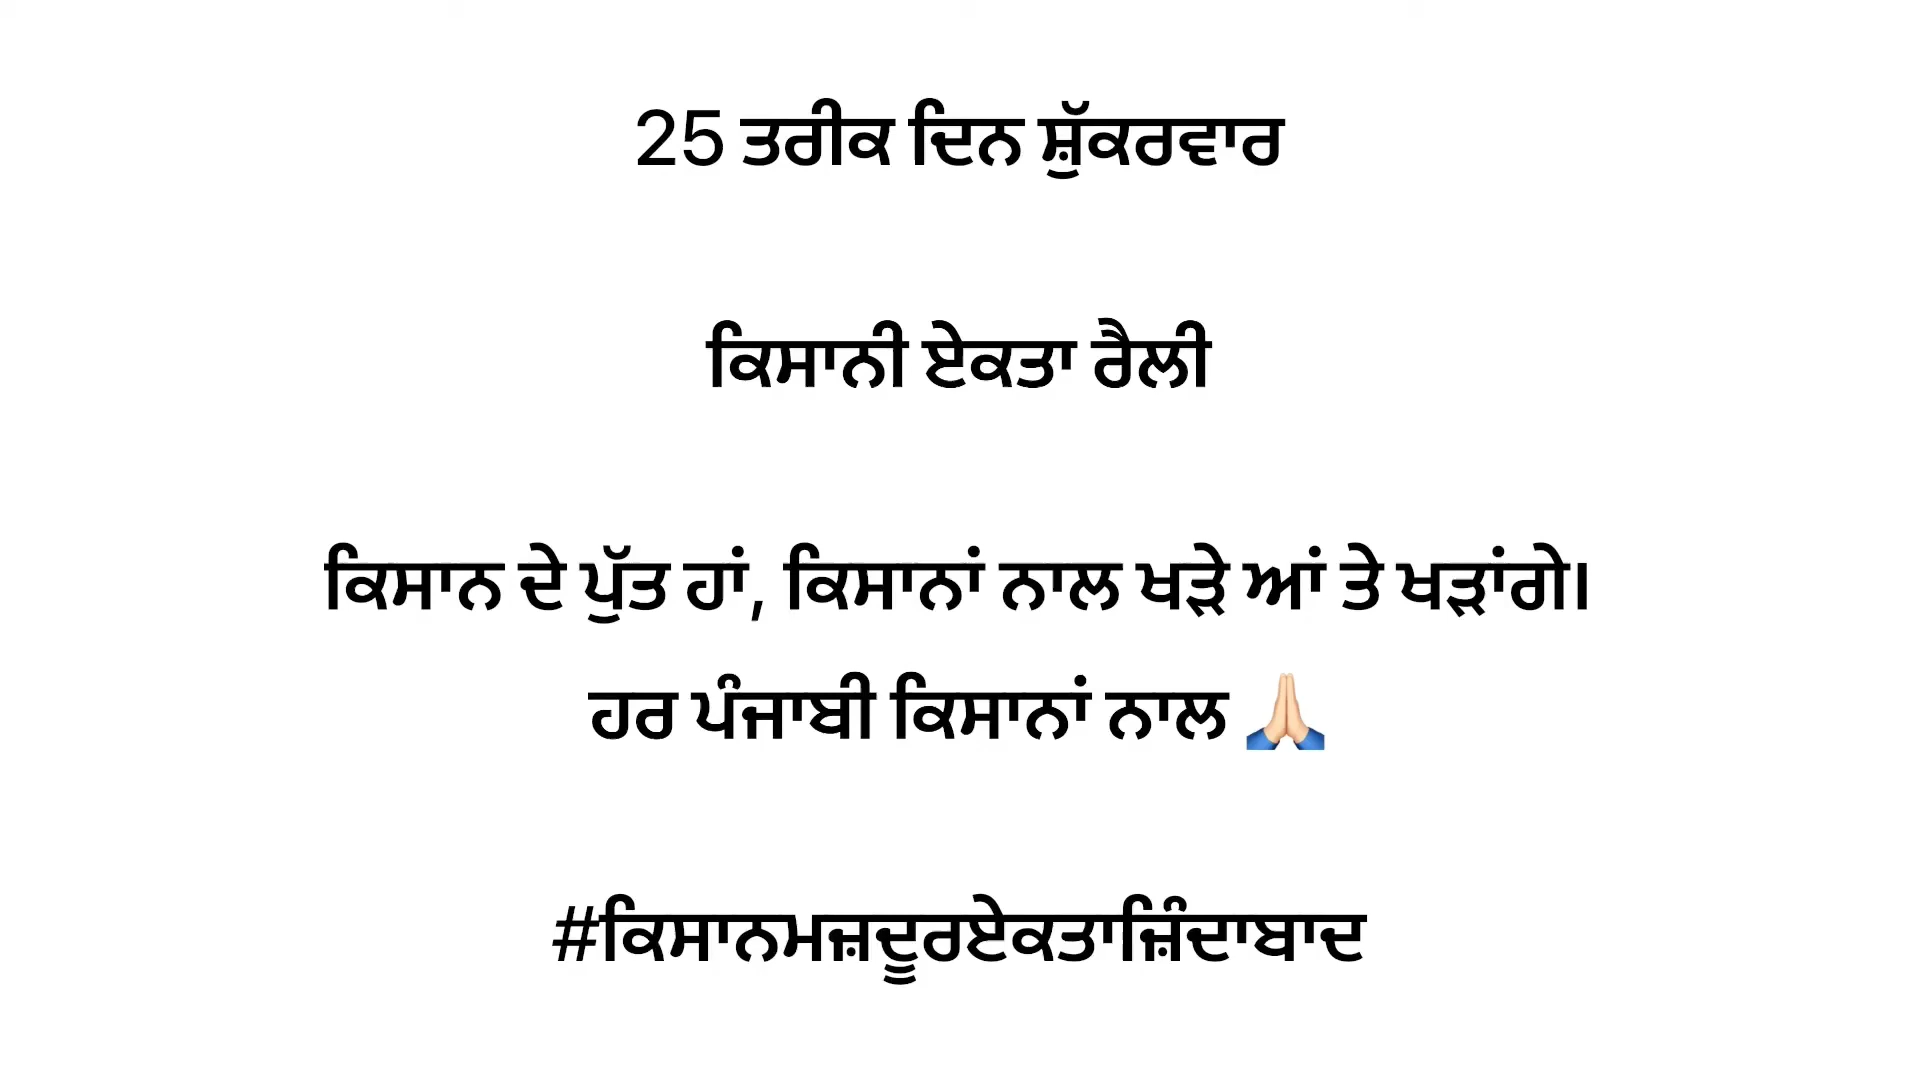 25 ਤਰੀਕ ਦਿਨ ਸ਼ੁੱਕਰਵਾਰ
ਕਿਸਾਨੀ ਏਕਤਾ ਰੈਲੀ
ਕਿਸਾਨ ਦੇ ਪੁੱਤ ਹਾਂ, ਕਿਸਾਨਾਂ ਨਾਲ ਖੜੇ ਆਂ ਤੇ ਖੜਾਂਗੇ।
ਹਰ ਪੰਜਾਬੀ ਕਿਸਾਨਾਂ ਨਾਲ 🙏🏻
#ਕਿਸਾਨਮਜ਼ਦੂਰਏਕਤਾਜ਼ਿੰਦਾਬਾਦ